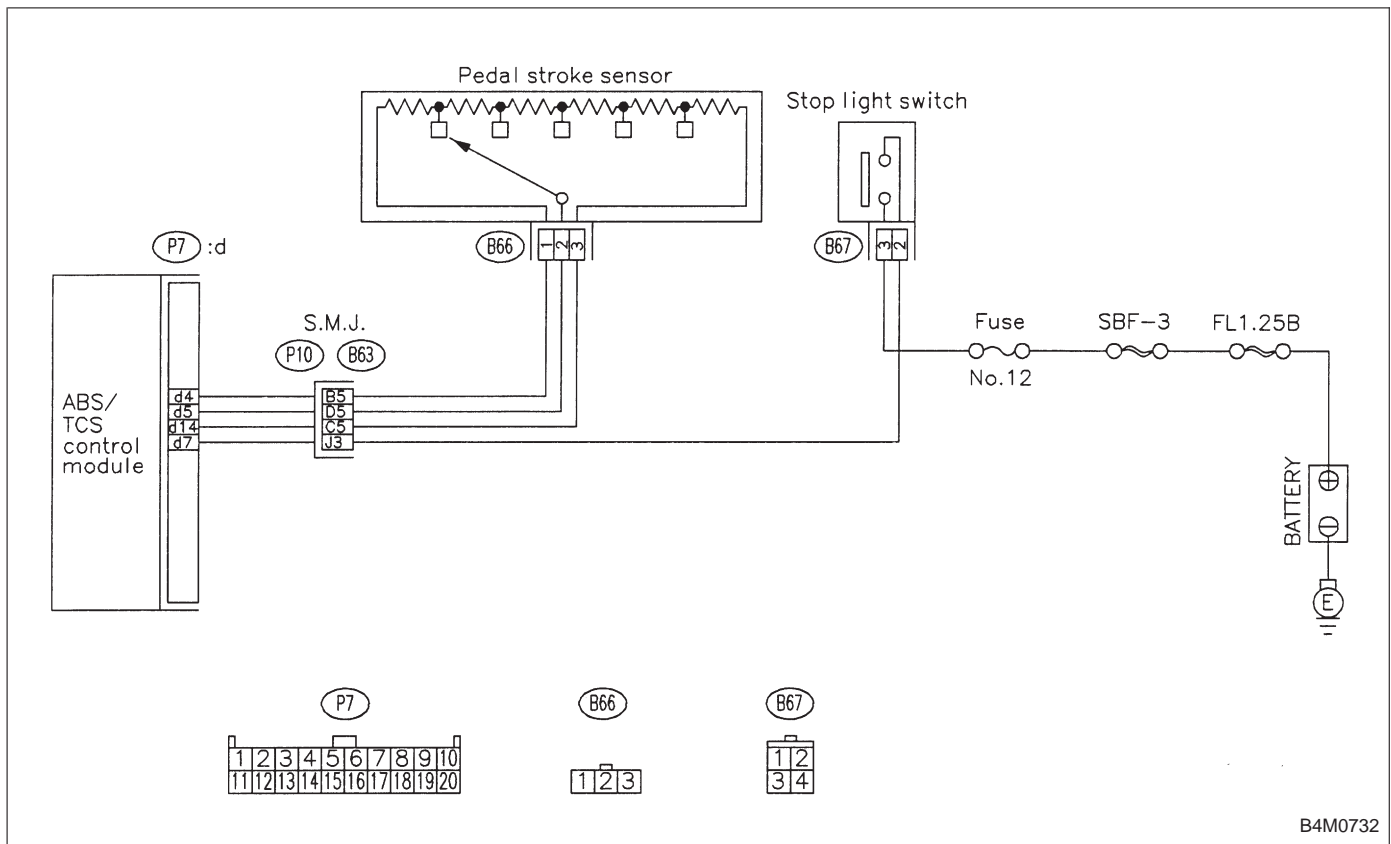 Pedal stroke sensor
Stop light switch
P7 :d
B66
1 2 3
B67
3 2
S.M.J.
P10 B63
Fuse
SBF-3
FL1.25B
No.12
ABS/
TCS
control
module
d4
d5
d14
d7
B5
D5
C5
J3
BATTERY
E
P7
1 2 3 4 5 6 7 8 9 10
11 12 13 14 15 16 17 18 19 20
B66
1 2 3
B67
1 2
3 4
B4M0732